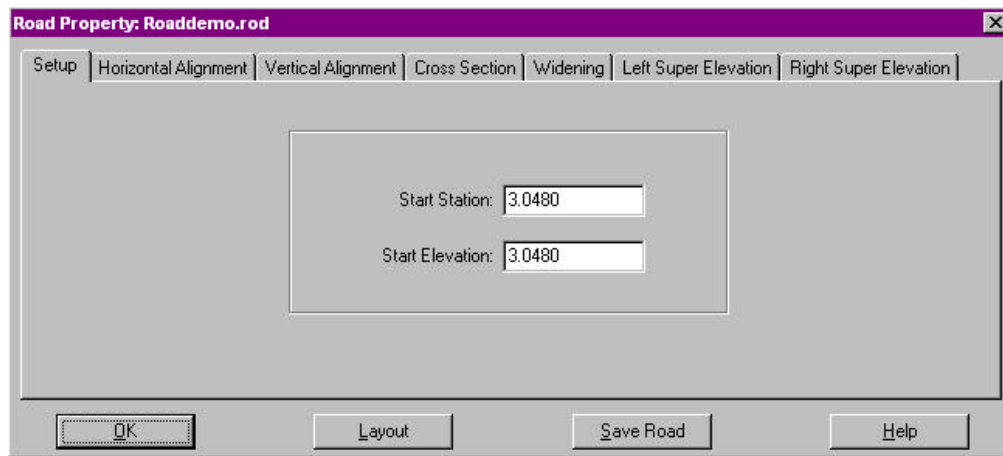 Road Property: Roaddemo.rod
Setup Horizontal Alignment Vertical Alignment Cross Section Widening Left Super Elevation Right Super Elevation
Start Station: 3.0480
Start Elevation: 3.0480
OK Layout Save Road Help